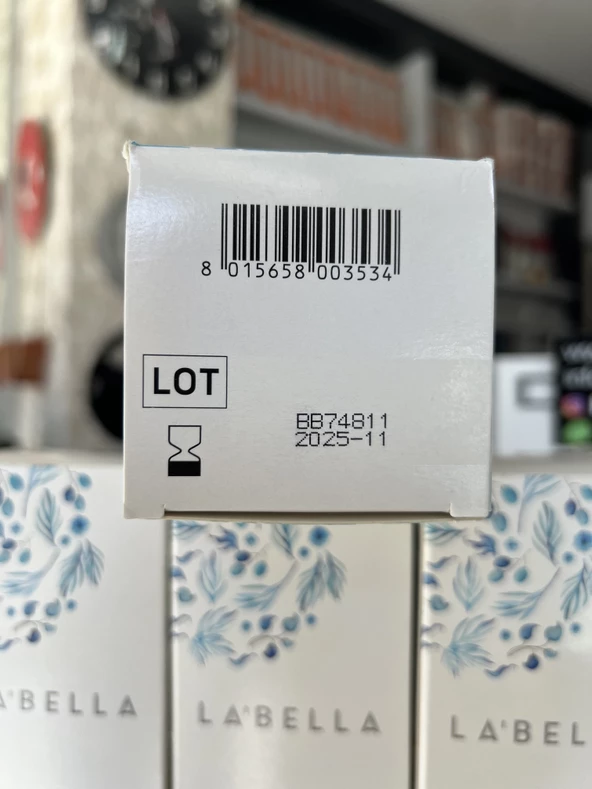 8 015658 003534
LOT
BB74811
2025-11
LA'BELLA
LA'BELLA
LA'BEL